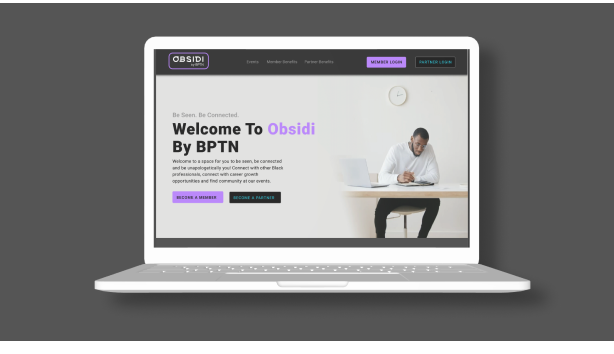 OBSIDI
by BPTN
Events Member Benefits Partner Benefits
MEMBER LOGIN
PARTNER LOGIN
Be Seen. Be Connected.
Welcome To Obsidi
By BPTN
Welcome to a space for you to be seen, be connected
and be unapologetically you! Connect with other Black
professionals, connect with career growth
opportunities and find community at our events.
BECOME A MEMBER
BECOME A PARTNER